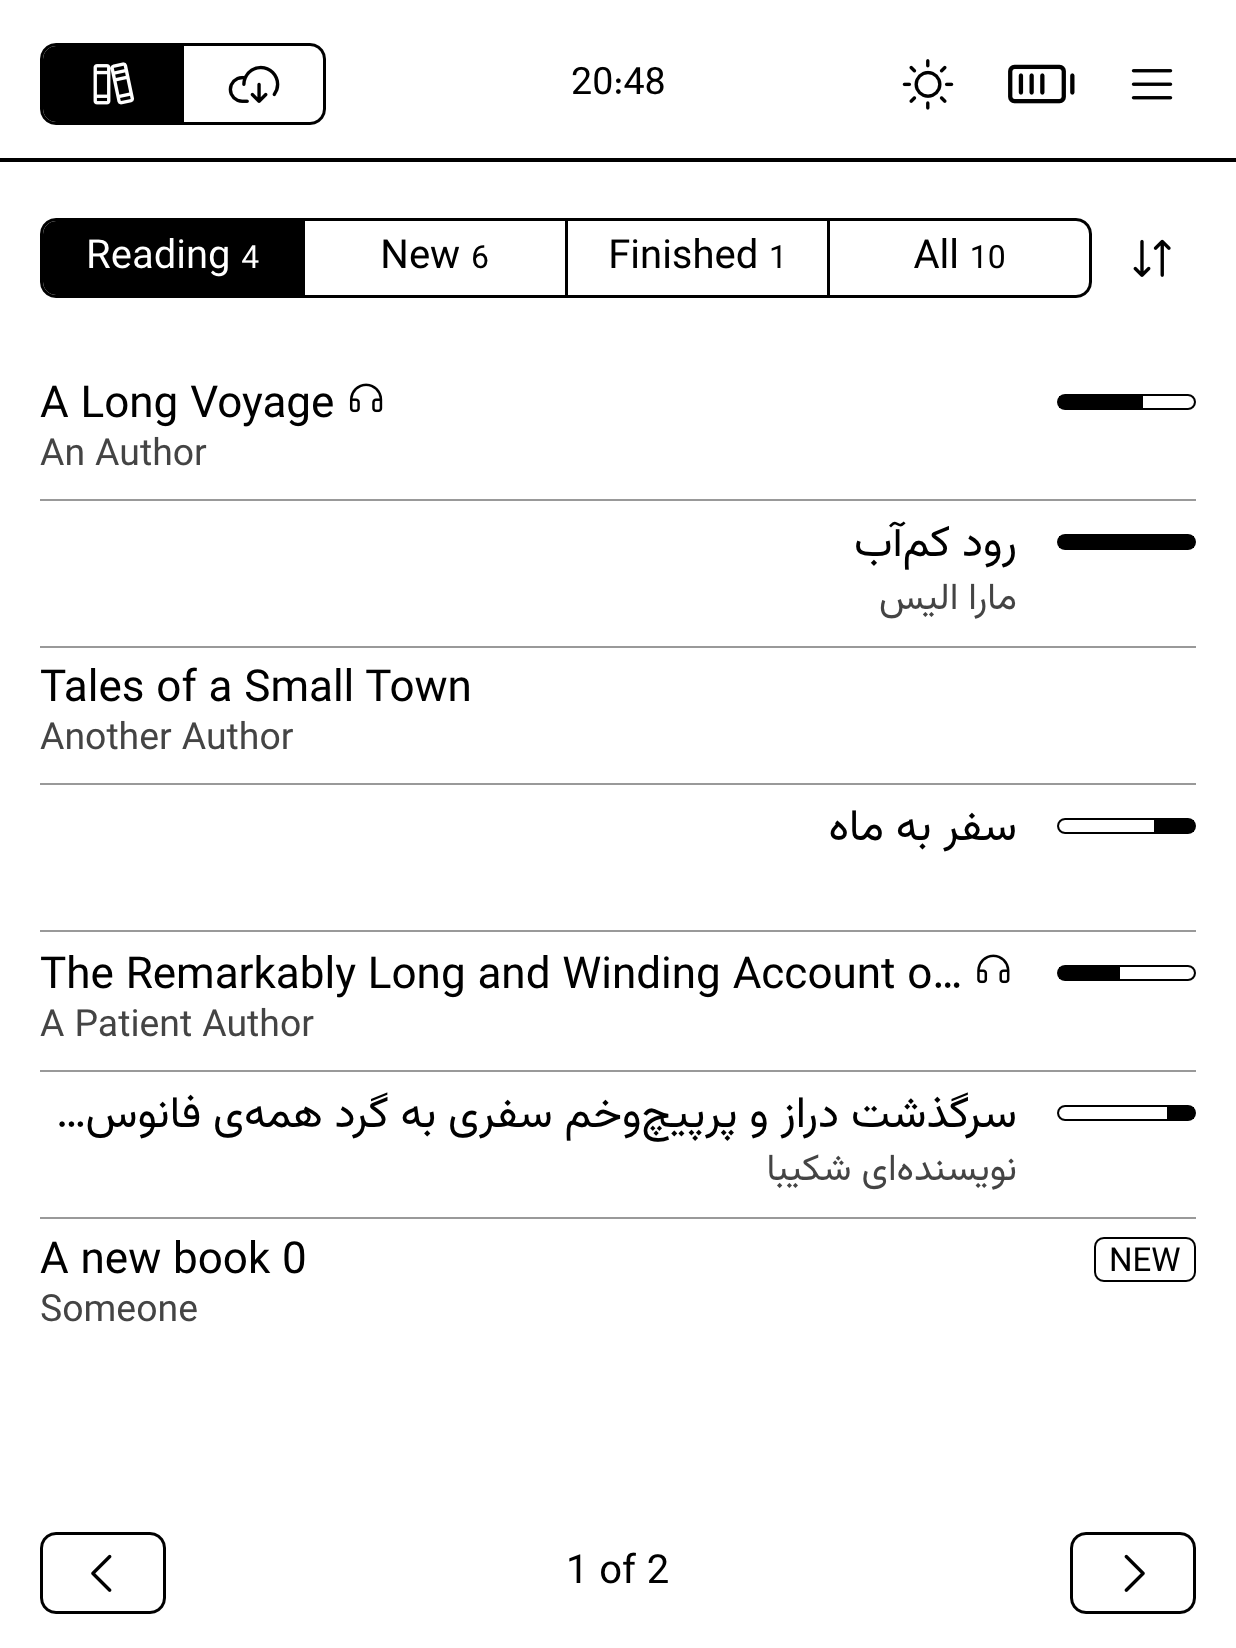 20:48
Reading 4
New 6
Finished 1
All 10
A Long Voyage
An Author
رود کم‌آب
مارا الیس
Tales of a Small Town
Another Author
سفر به ماه
The Remarkably Long and Winding Account o...
A Patient Author
سرگذشت دراز و پرپیچ‌وخم سفری به گرد همه‌ی فانوس...
نویسنده‌ای شکیبا
A new book 0
NEW
Someone
1 of 2